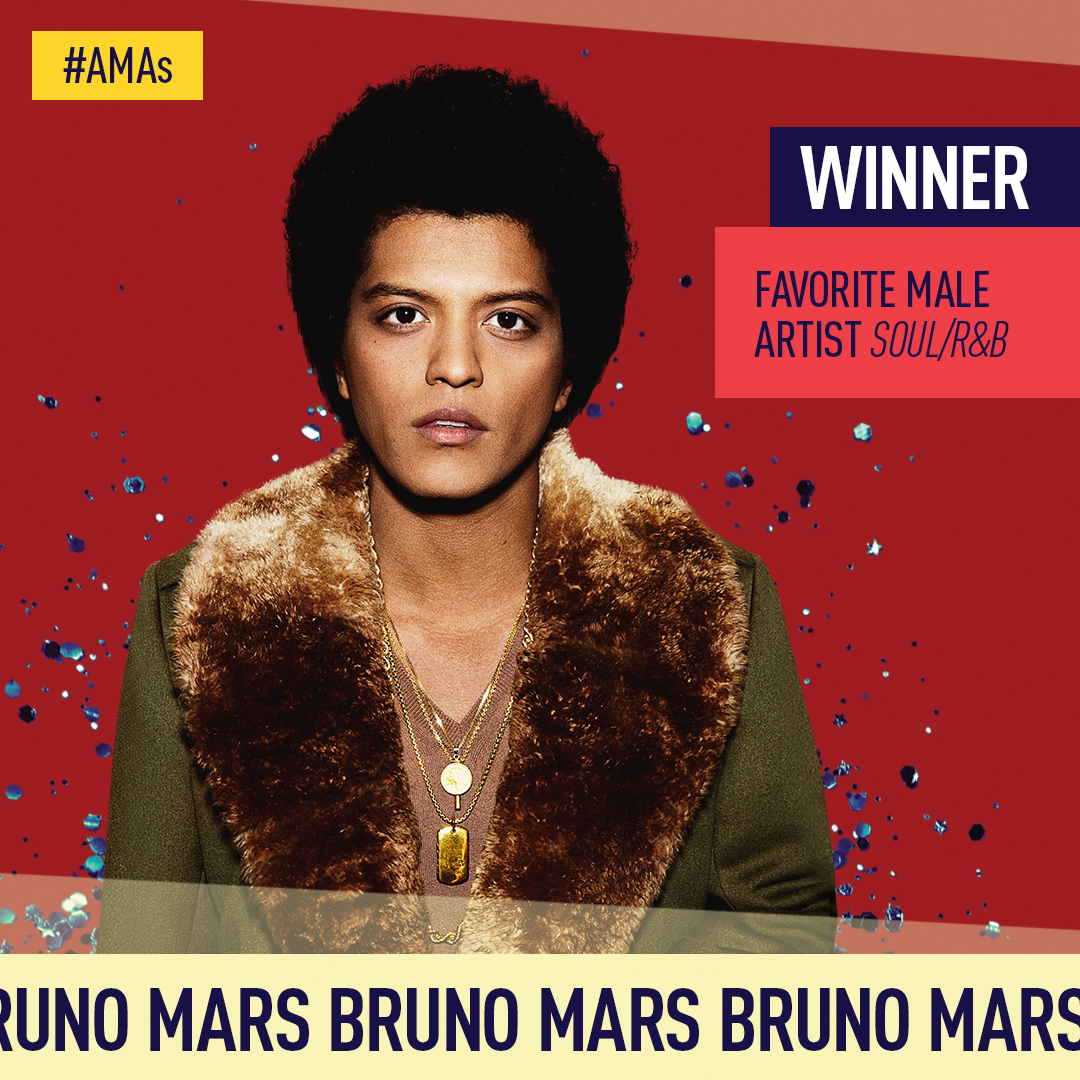 #AMAs
WINNER
FAVORITE MALE
ARTIST SOUL/R&B
RUNO MARS BRUNO MARS BRUNO MARS